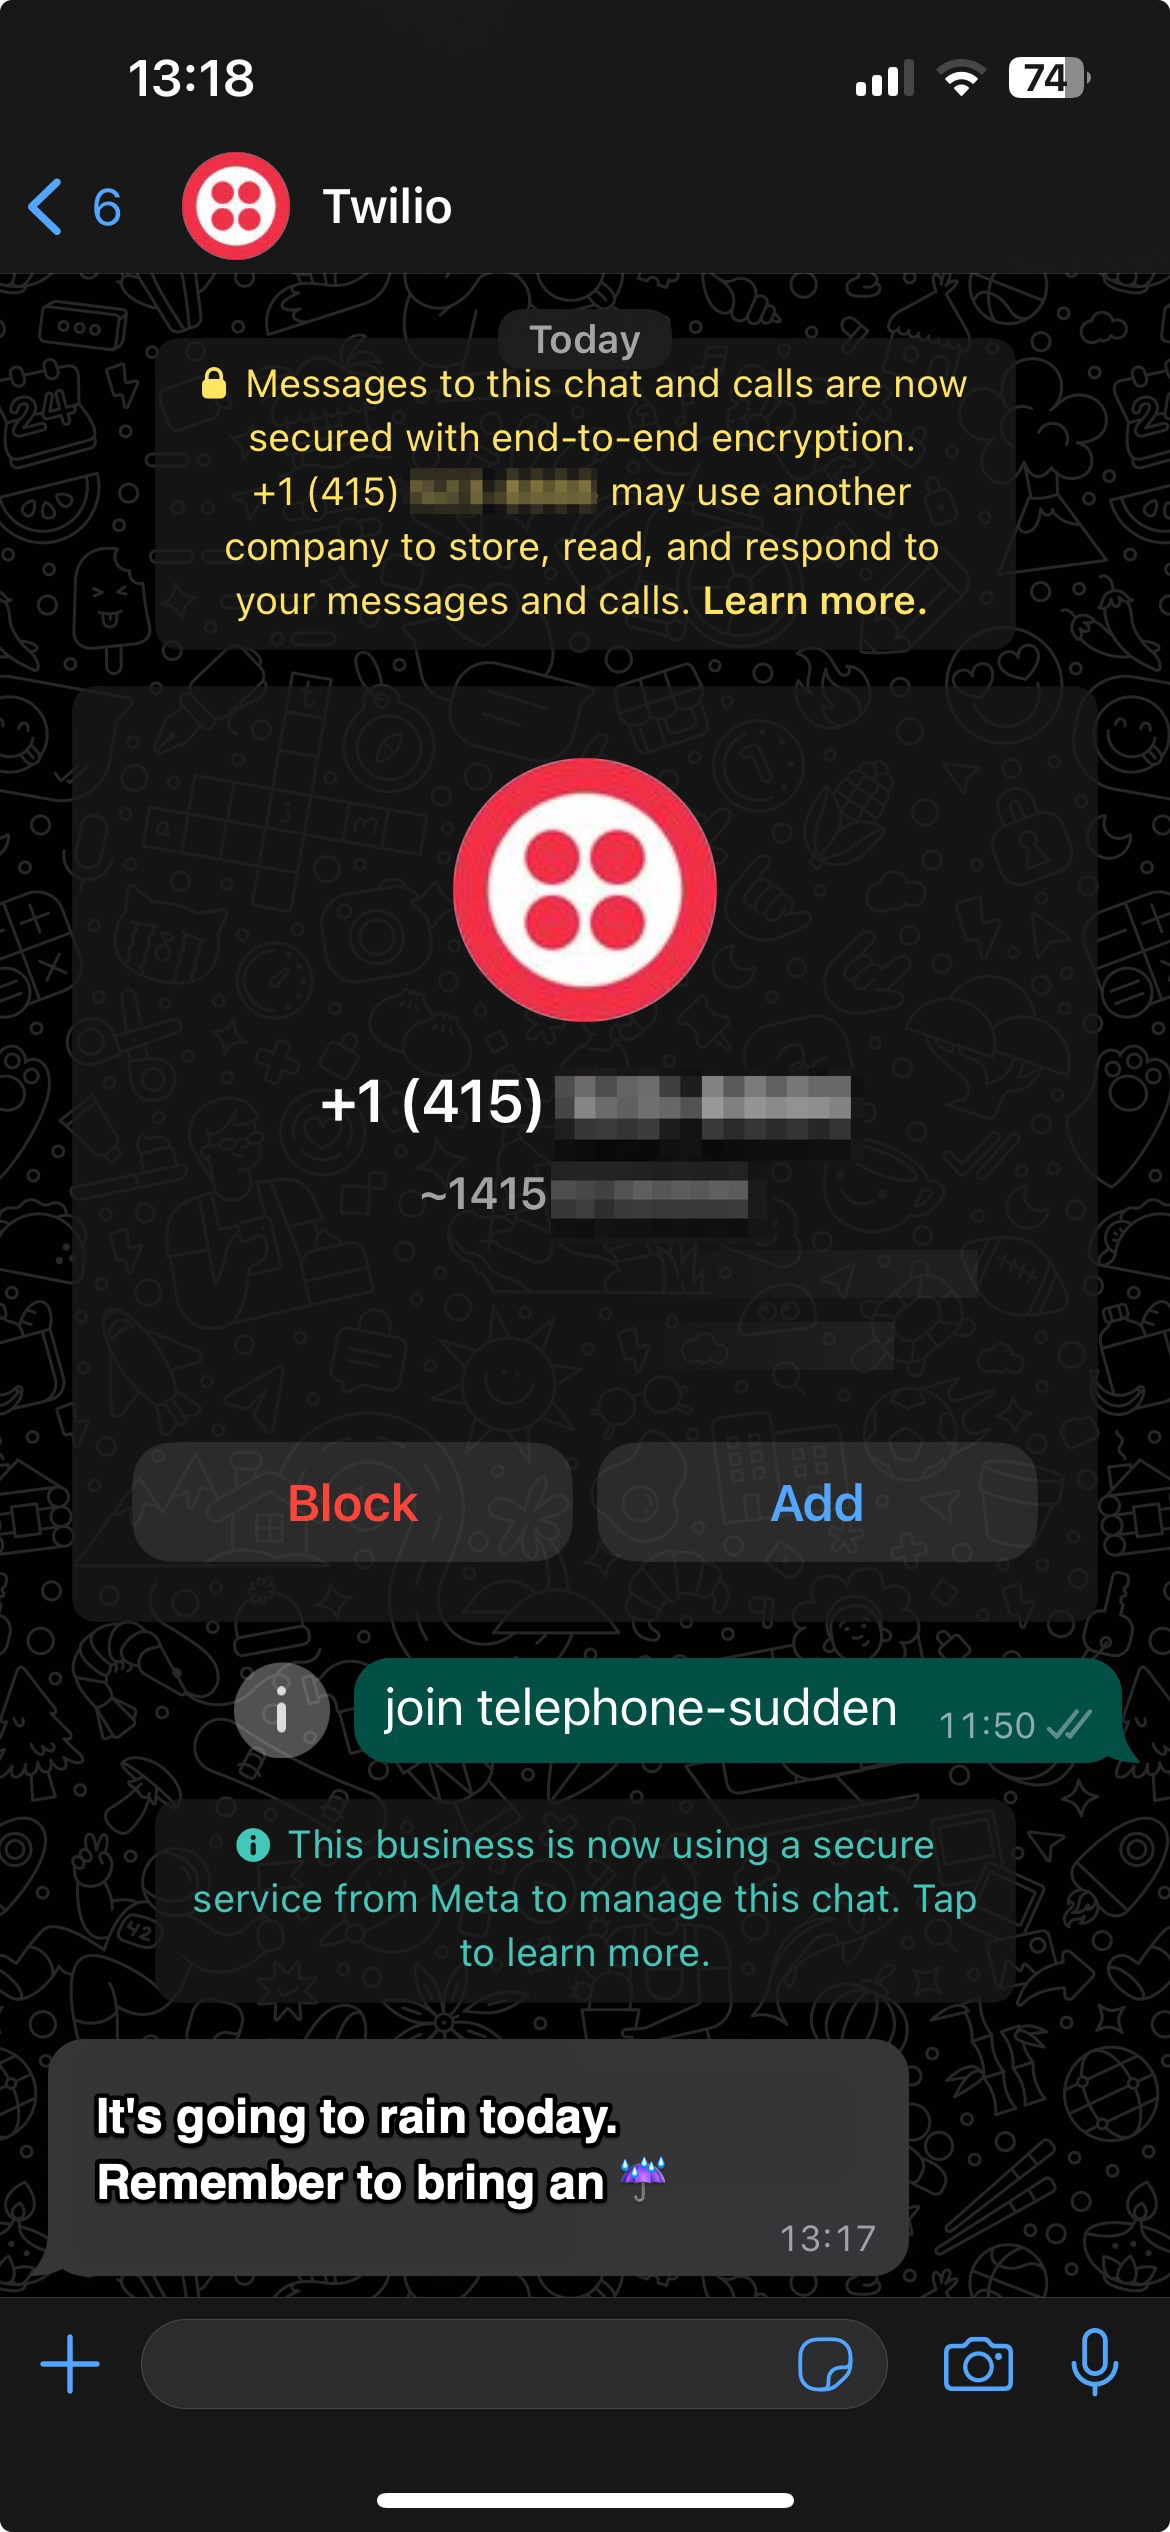 13:18
74
6
Twilio
Today
Messages to this chat and calls are now
secured with end-to-end encryption.
+1 (415) may use another
company to store, read, and respond to
your messages and calls. Learn more.
+1 (415)
~1415
Block
Add
join telephone-sudden 11:50
This business is now using a secure
service from Meta to manage this chat. Tap
to learn more.
It's going to rain today.
Remember to bring an ☔
13:17